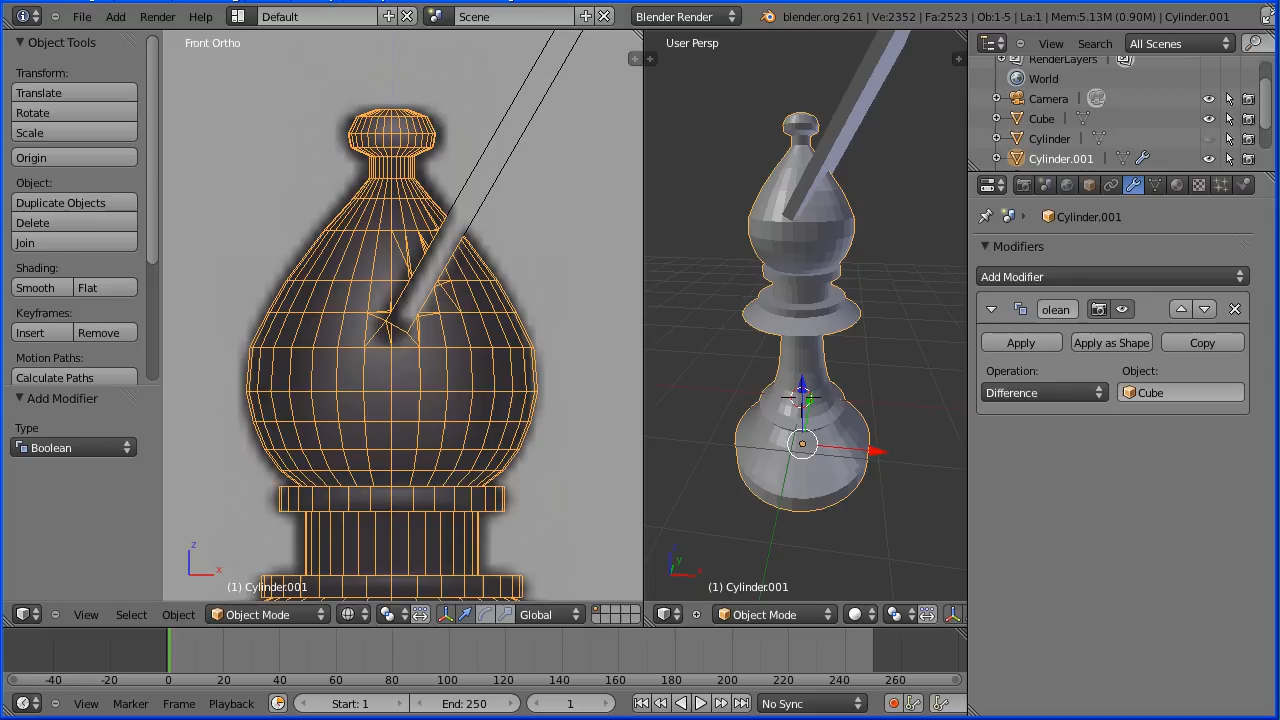 File Add Render Help Default Scene Blender Render blender.org 261 | Ve:2352 | Fa:2523 | Ob:1-5 | La:1 | Mem:5.13M (0.90M) | Cylinder.001
Object Tools
Transform:
Translate
Rotate
Scale
Origin
Object:
Duplicate Objects
Delete
Join
Shading:
Smooth Flat
Keyframes:
Insert Remove
Motion Paths:
Calculate Paths
Add Modifier
Type
Boolean
Front Ortho
z
x
(1) Cylinder.001
View Select Object Object Mode Global
User Persp
y
(1) Cylinder.001
Object Mode
View Search All Scenes
RenderLayers
World
Camera
Cube
Cylinder
Cylinder.001
Cylinder.001
Modifiers
Add Modifier
olean
Apply Apply as Shape Copy
Operation: Object:
Difference Cube
-40 -20 0 20 40 60 80 100 120 140 160 180 200 220 240 260
View Marker Frame Playback Start: 1 End: 250 1 No Sync